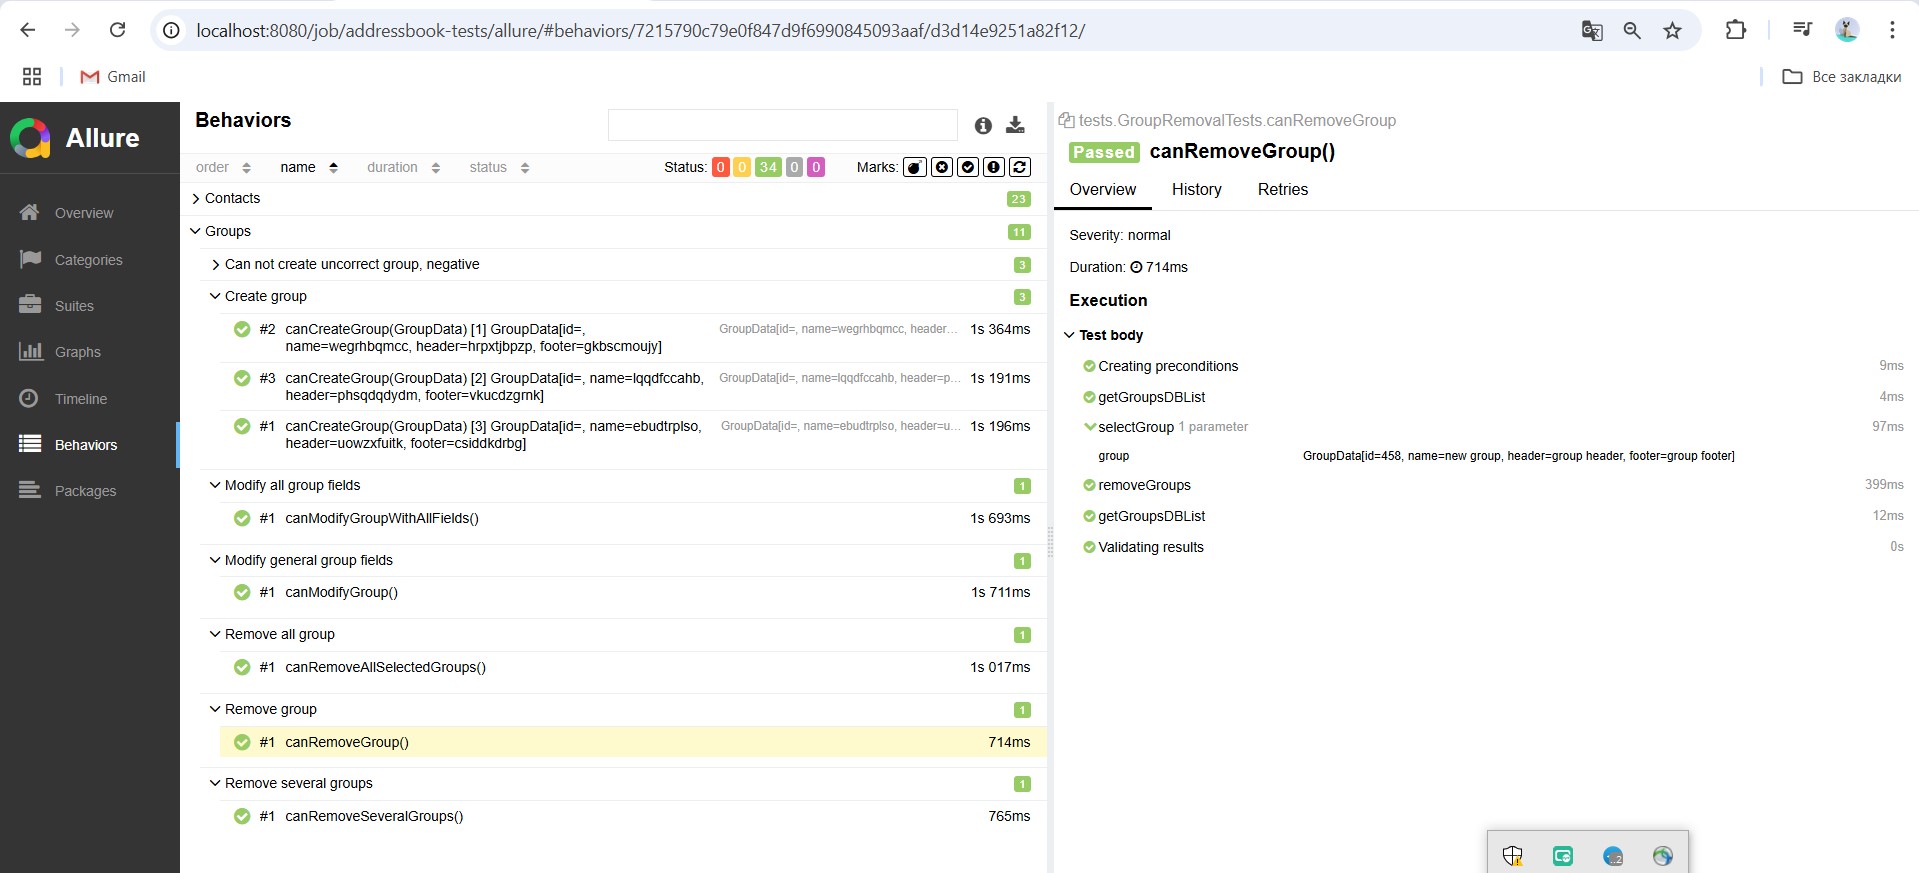 localhost:8080/job/addressbook-tests/allure/#behaviors/7215790c79e0f847d9f6990845093aaf/d3d14e9251a82f12/
Gmail
Все закладки
Allure
Overview
Categories
Suites
Graphs
Timeline
Behaviors
Packages
Behaviors
order name duration status Status: 0 0 34 0 0 Marks:
Contacts 23
Groups 11
Can not create uncorrect group, negative 3
Create group 3
#2 canCreateGroup(GroupData) [1] GroupData[id=, GroupData[id=, name=wegrhbqmcc, header... 1s 364ms
name=wegrhbqmcc, header=hrpxtjbpzp, footer=gkbscmoujy]
#3 canCreateGroup(GroupData) [2] GroupData[id=, name=lqqdfccahb, GroupData[id=, name=lqqdfccahb, header=p... 1s 191ms
header=phsqdqdydm, footer=vkucdzgrnk]
#1 canCreateGroup(GroupData) [3] GroupData[id=, name=ebudtrplso, GroupData[id=, name=ebudtrplso, header=u... 1s 196ms
header=uowzxfuitk, footer=csiddkdrbg]
Modify all group fields 1
#1 canModifyGroupWithAllFields() 1s 693ms
Modify general group fields 1
#1 canModifyGroup() 1s 711ms
Remove all group 1
#1 canRemoveAllSelectedGroups() 1s 017ms
Remove group 1
#1 canRemoveGroup() 714ms
Remove several groups 1
#1 canRemoveSeveralGroups() 765ms
tests.GroupRemovalTests.canRemoveGroup
Passed canRemoveGroup()
Overview History Retries
Severity: normal
Duration: 714ms
Execution
Test body
Creating preconditions 9ms
getGroupsDBList 4ms
selectGroup 1 parameter 97ms
group GroupData[id=458, name=new group, header=group header, footer=group footer]
removeGroups 399ms
getGroupsDBList 12ms
Validating results 0s